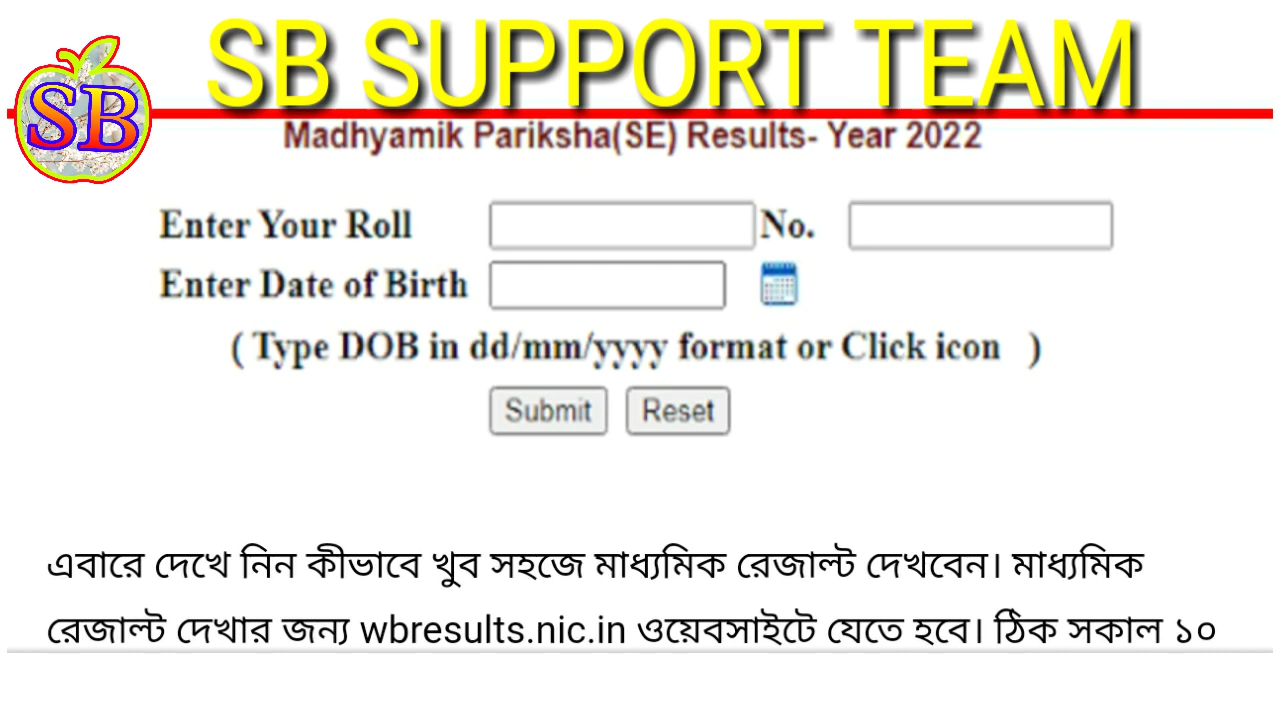 SB SUPPORT TEAM
SB
Madhyamik Pariksha(SE) Results- Year 2022
Enter Your Roll No.
Enter Date of Birth
( Type DOB in dd/mm/yyyy format or Click icon )
Submit Reset
এবারে দেখে নিন কীভাবে খুব সহজে মাধ্যমিক রেজাল্ট দেখবেন। মাধ্যমিক
রেজাল্ট দেখার জন্য wbresults.nic.in ওয়েবসাইটে যেতে হবে। ঠিক সকাল ১০